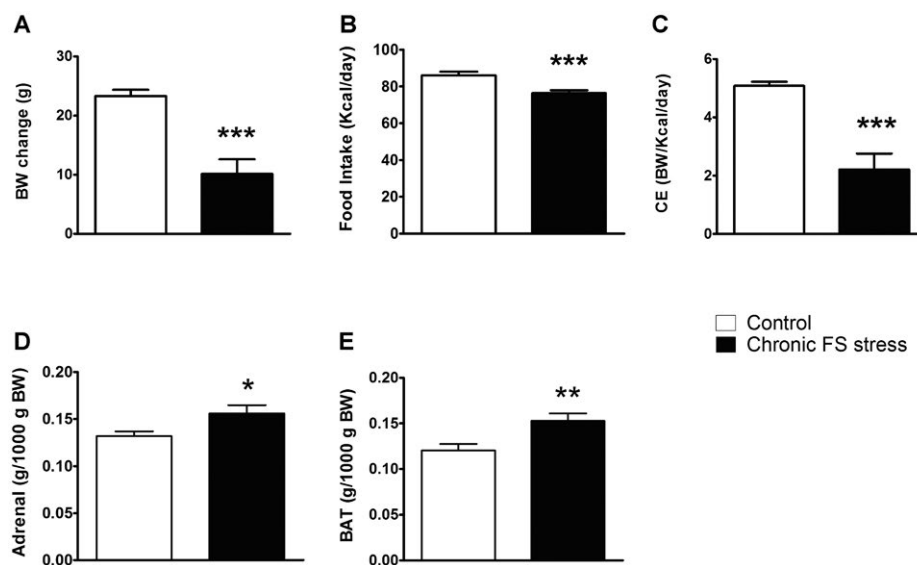 A
BW change (g)
30
20
10
0
***
B
Food Intake (Kcal/day)
100
80
60
40
20
0
***
C
CE (BW/Kcal/day)
6
4
2
0
***
Control
Chronic FS stress
D
Adrenal (g/1000 g BW)
0.20
0.15
0.10
0.05
0.00
*
E
BAT (g/1000 g BW)
0.20
0.15
0.10
0.05
0.00
**